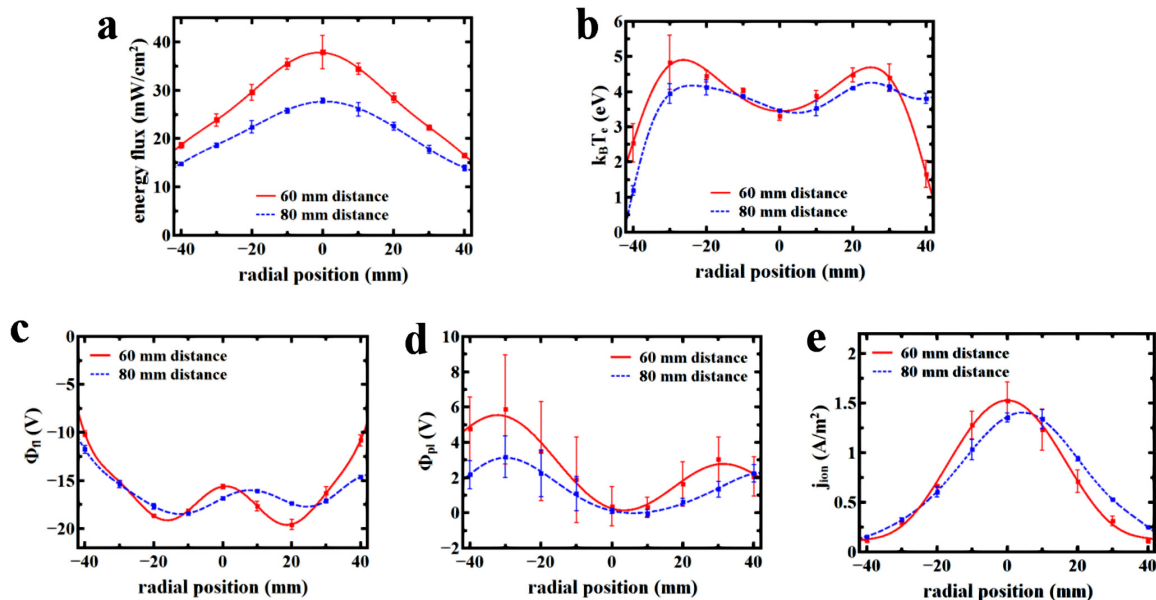 a
energy flux (mW/cm²)
40
30
20
10
0
60 mm distance
80 mm distance
−40
−20
0
20
40
radial position (mm)
b
k_BT_e (eV)
6
5
4
3
2
1
0
60 mm distance
80 mm distance
−40
−20
0
20
40
radial position (mm)
c
Φ_fl (V)
0
−5
−10
−15
−20
60 mm distance
80 mm distance
−40
−20
0
20
40
radial position (mm)
d
Φ_pl (V)
10
8
6
4
2
0
−2
60 mm distance
80 mm distance
−40
−20
0
20
40
radial position (mm)
e
j_ion (A/m²)
2
1.5
1
0.5
0
60 mm distance
80 mm distance
−40
−20
0
20
40
radial position (mm)